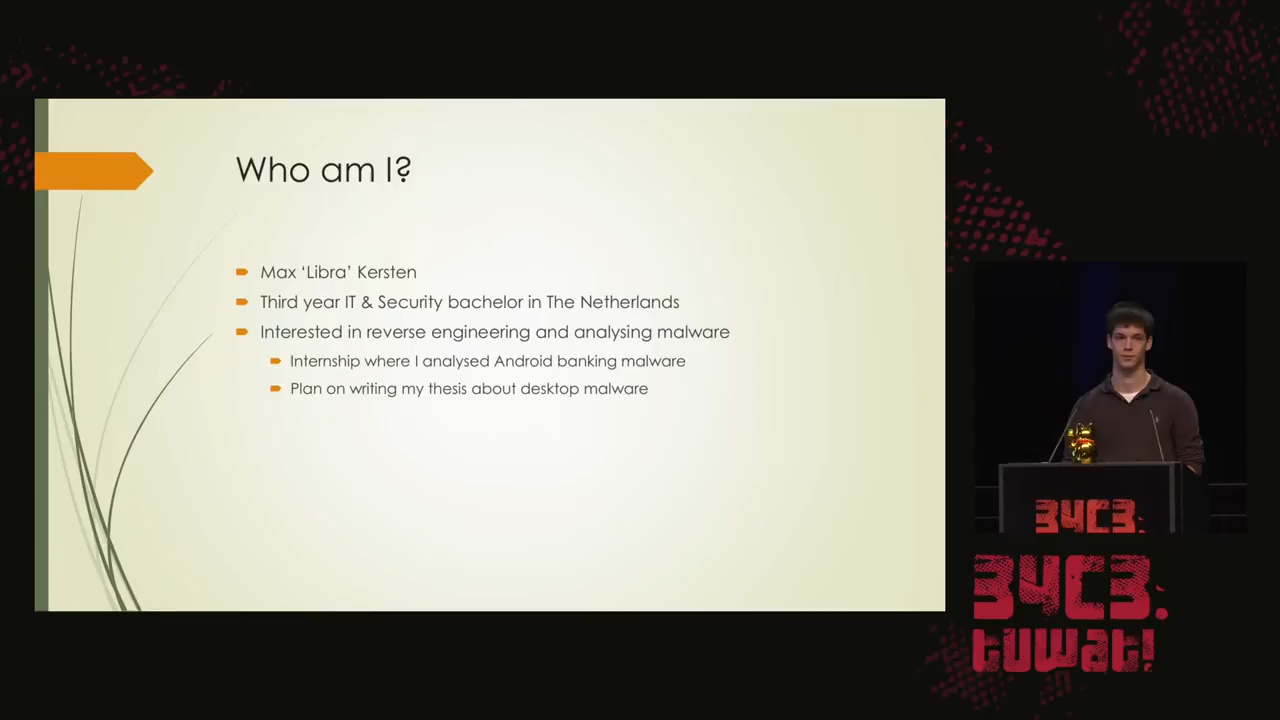 Who am I?
Max ‘Libra’ Kersten
Third year IT & Security bachelor in The Netherlands
Interested in reverse engineering and analysing malware
Internship where I analysed Android banking malware
Plan on writing my thesis about desktop malware
34C3.
34C3.
tuwat!